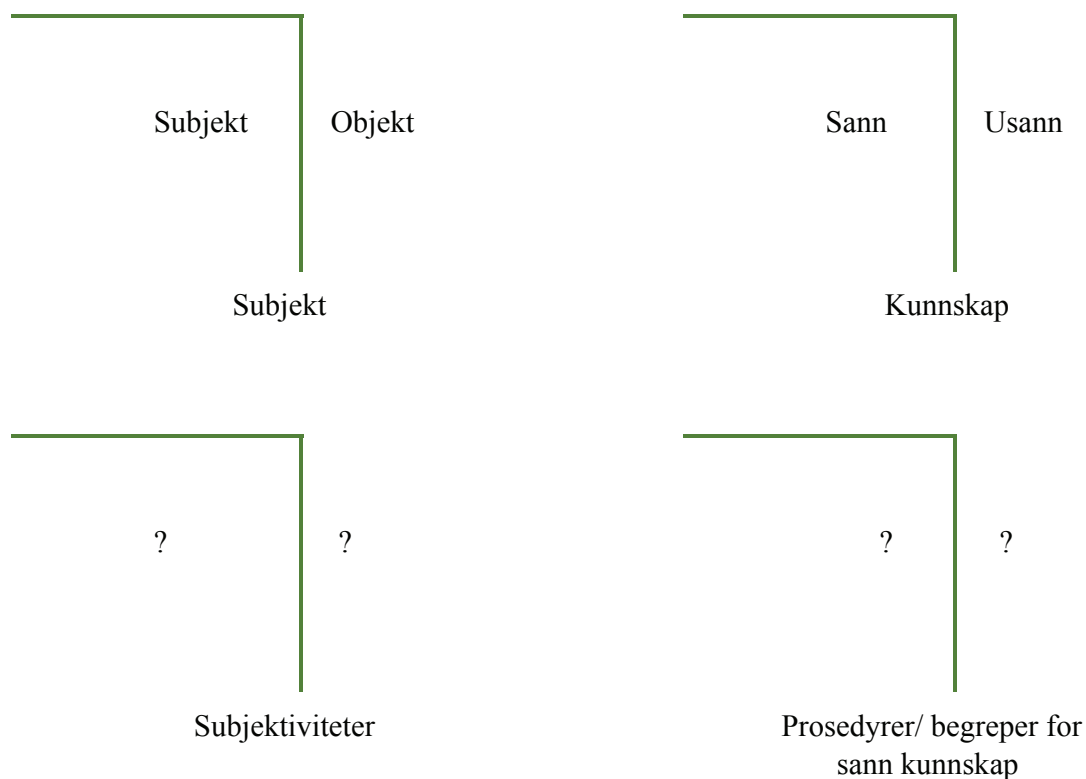 Subjekt Objekt
Sann Usann
Subjekt
Kunnskap
? ?
? ?
Subjektiviteter
Prosedyrer/ begreper for
sann kunnskap